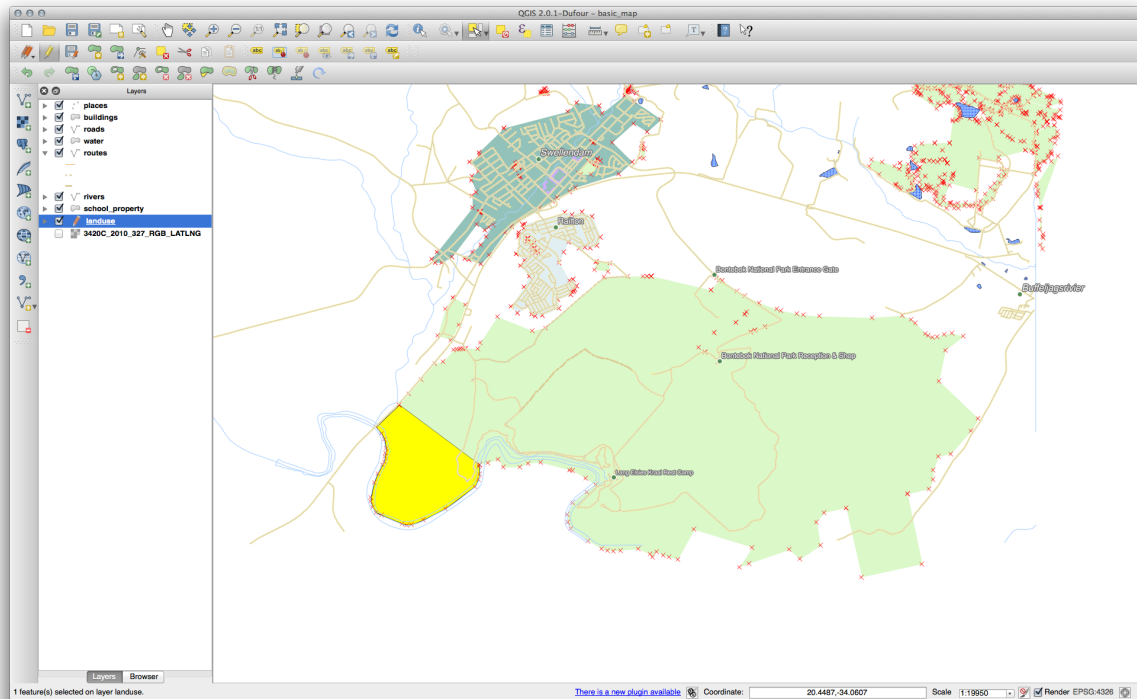 QGIS 2.0.1-Dufour - basic_map
Layers
places
buildings
roads
water
routes
rivers
school_property
landuse
3420C_2010_327_RGB_LATLNG
Swellendam
Railton
Bontebok National Park Entrance Gate
Buffeljagsrivier
Bontebok National Park Reception & Shop
Lang Elsies Kraal Rest Camp
Layers
Browser
1 feature(s) selected on layer landuse.
There is a new plugin available
Coordinate:
20.4487,-34.0607
Scale
1:19950
Render
EPSG:4326